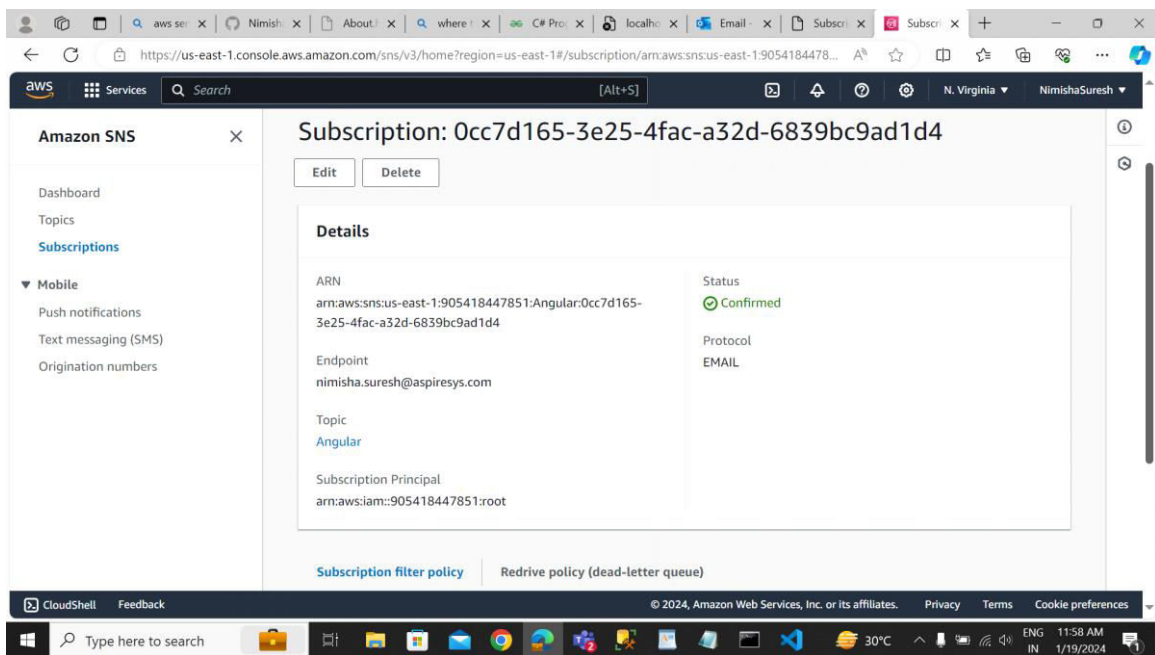 aws ser
Nimish
About.
where t
C# Pro
localho
Email -
Subscri
Subscri
https://us-east-1.console.aws.amazon.com/sns/v3/home?region=us-east-1#/subscription/arn:aws:sns:us-east-1:9054184478...
aws
Services
Search
[Alt+S]
N. Virginia
NimishaSuresh
Amazon SNS
Dashboard
Topics
Subscriptions
Mobile
Push notifications
Text messaging (SMS)
Origination numbers
Subscription: 0cc7d165-3e25-4fac-a32d-6839bc9ad1d4
Edit
Delete
Details
ARN
arn:aws:sns:us-east-1:905418447851:Angular:0cc7d165-
3e25-4fac-a32d-6839bc9ad1d4
Endpoint
nimisha.suresh@aspiresys.com
Topic
Angular
Subscription Principal
arn:aws:iam::905418447851:root
Status
Confirmed
Protocol
EMAIL
Subscription filter policy
Redrive policy (dead-letter queue)
CloudShell
Feedback
© 2024, Amazon Web Services, Inc. or its affiliates.
Privacy
Terms
Cookie preferences
Type here to search
30°C
ENG
IN
11:58 AM
1/19/2024